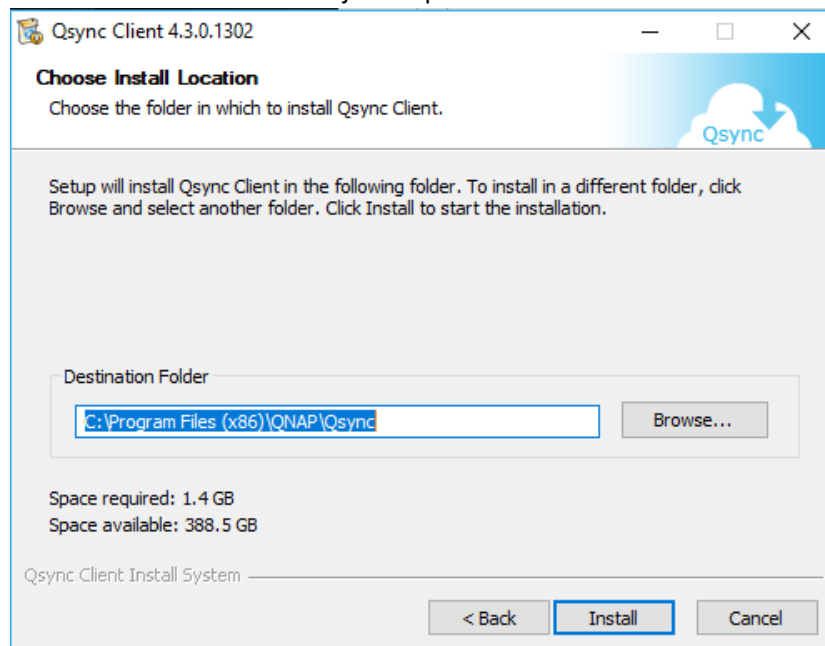 Qsync Client 4.3.0.1302
Choose Install Location
Choose the folder in which to install Qsync Client.
Qsync
Setup will install Qsync Client in the following folder. To install in a different folder, click
Browse and select another folder. Click Install to start the installation.
Destination Folder
C:\Program Files (x86)\QNAP\Qsync
Browse...
Space required: 1.4 GB
Space available: 388.5 GB
Qsync Client Install System
< Back
Install
Cancel